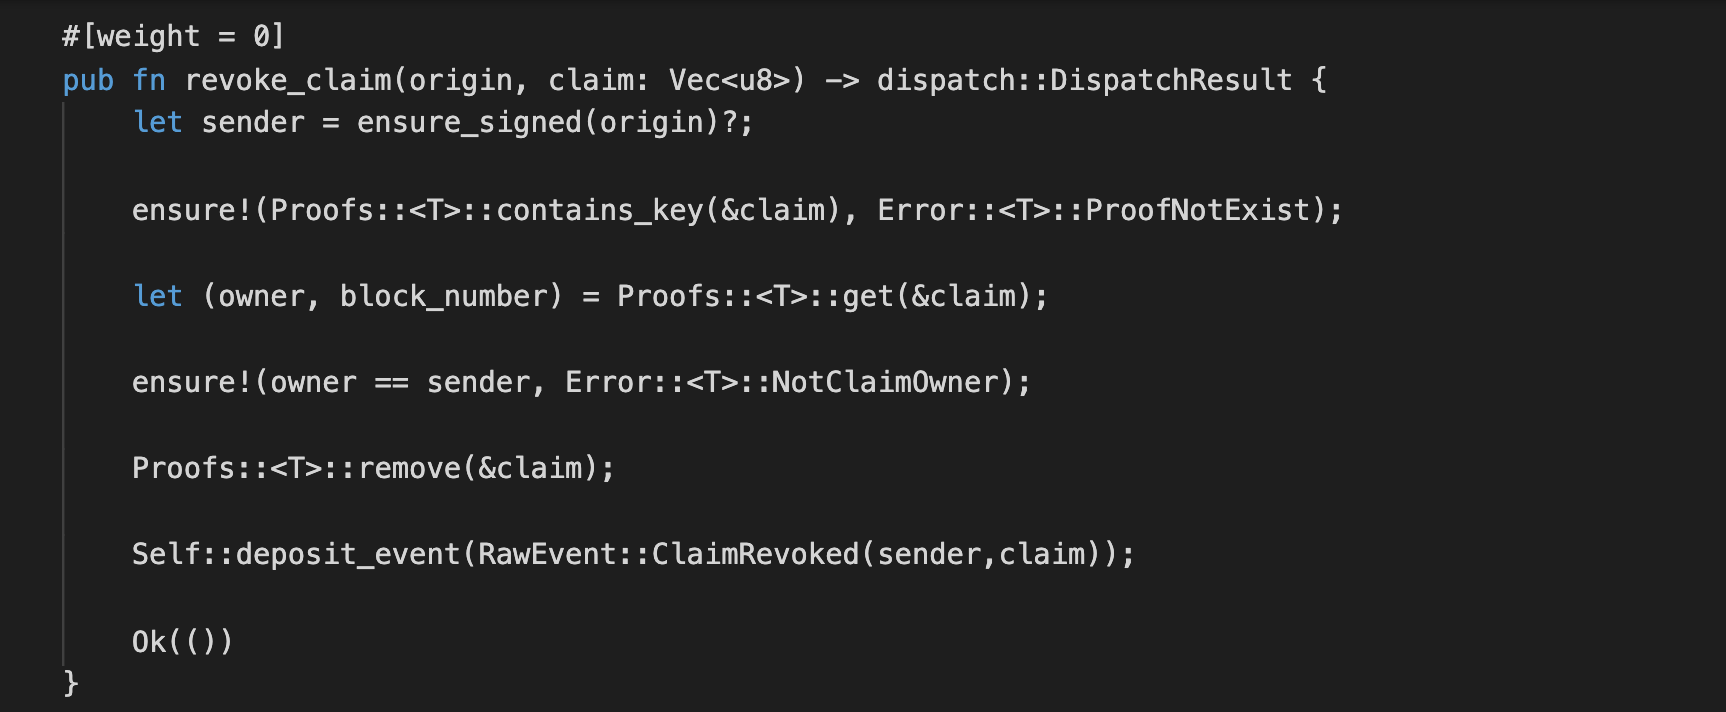 #[weight = 0]
pub fn revoke_claim(origin, claim: Vec<u8>) -> dispatch::DispatchResult {
    let sender = ensure_signed(origin)?;
    ensure!(Proofs::<T>::contains_key(&claim), Error::<T>::ProofNotExist);
    let (owner, block_number) = Proofs::<T>::get(&claim);
    ensure!(owner == sender, Error::<T>::NotClaimOwner);
    Proofs::<T>::remove(&claim);
    Self::deposit_event(RawEvent::ClaimRevoked(sender,claim));
    Ok(())
}